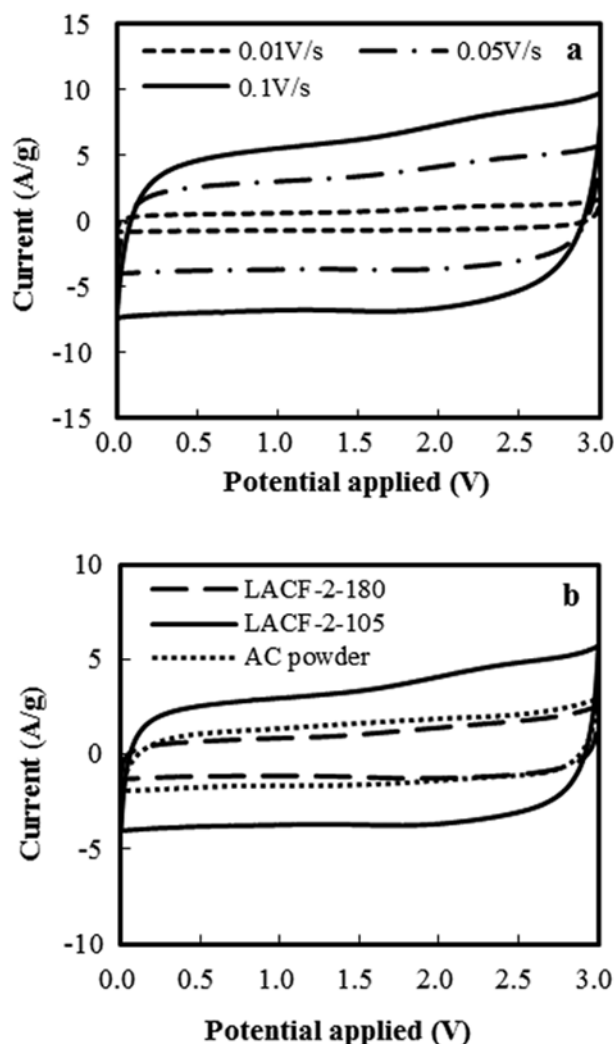 15
0.01V/s 0.05V/s a
0.1V/s
10
5
0
-5
-10
-15
Current (A/g)
0.0 0.5 1.0 1.5 2.0 2.5 3.0
Potential applied (V)
10
LACF-2-180 b
LACF-2-105
AC powder
5
0
-5
-10
Current (A/g)
0.0 0.5 1.0 1.5 2.0 2.5 3.0
Potential applied (V)